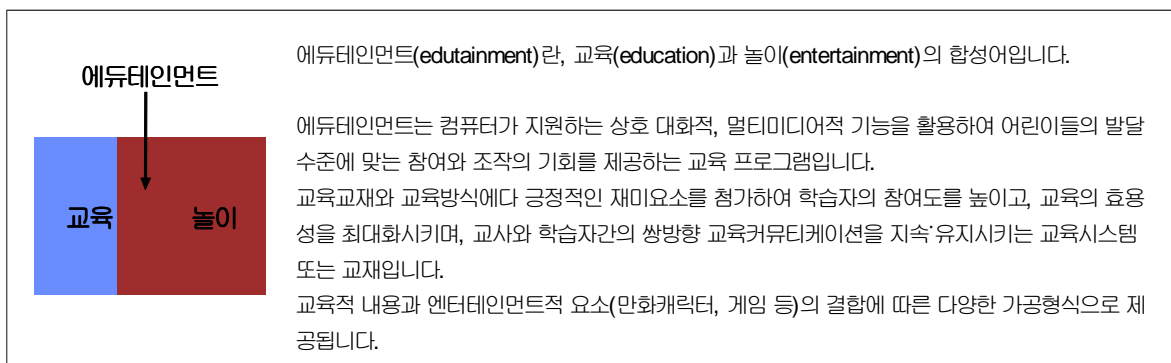 에듀테인먼트
교육
놀이
에듀테인먼트(edutainment)란, 교육(education)과 놀이(entertainment)의 합성어입니다.
에듀테인먼트는 컴퓨터가 지원하는 상호 대화적, 멀티미디어적 기능을 활용하여 어린이들의 발달
수준에 맞는 참여와 조작의 기회를 제공하는 교육 프로그램입니다.
교육교재와 교육방식에다 긍정적인 재미요소를 첨가하여 학습자의 참여도를 높이고, 교육의 효용
성을 최대화시키며, 교사와 학습자간의 쌍방향 교육커뮤티케이션을 지속˙유지시키는 교육시스템
또는 교재입니다.
교육적 내용과 엔터테인먼트적 요소(만화캐릭터, 게임 등)의 결합에 따른 다양한 가공형식으로 제
공됩니다.